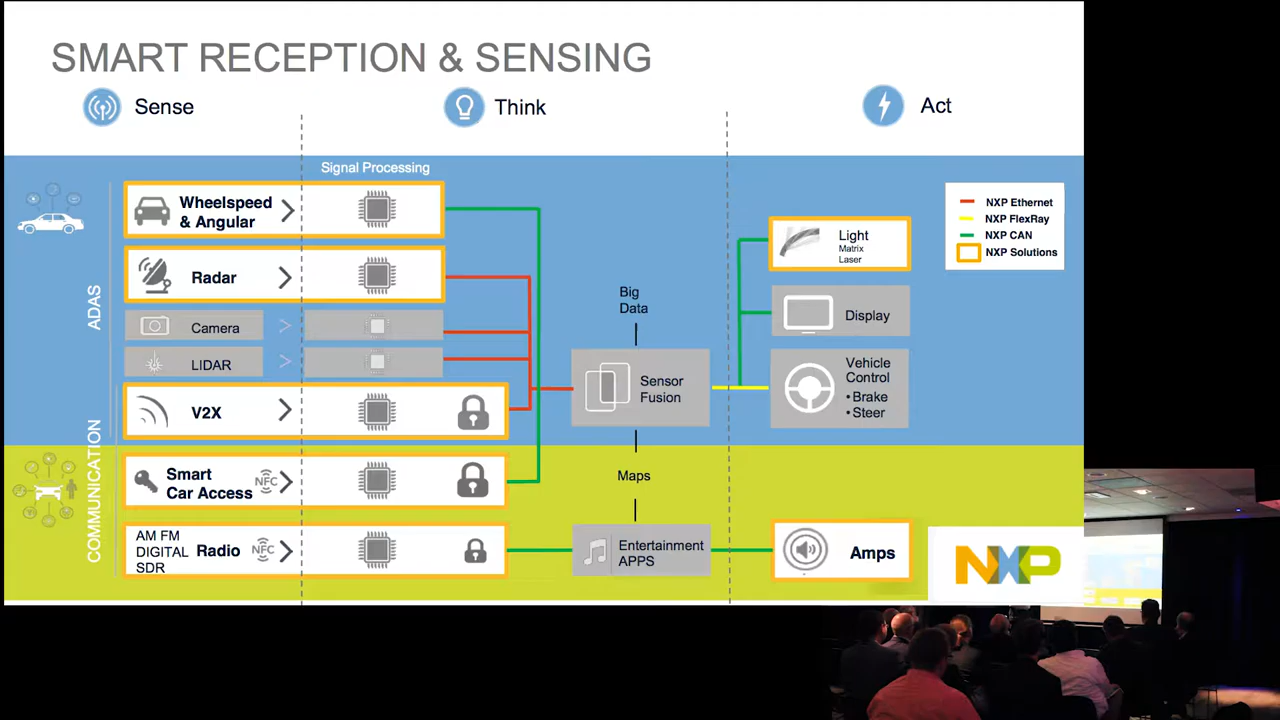 SMART RECEPTION & SENSING
Sense
Think
Act
Signal Processing
ADAS
COMMUNICATION
Wheelspeed
& Angular
Radar
Camera
LIDAR
V2X
Smart
Car Access
NFC
AM FM
DIGITAL
SDR
Radio
NFC
Big
Data
Sensor
Fusion
Maps
Entertainment
APPS
Light
Matrix
Laser
Display
Vehicle
Control
• Brake
• Steer
Amps
NXP Ethernet
NXP FlexRay
NXP CAN
NXP Solutions
NXP